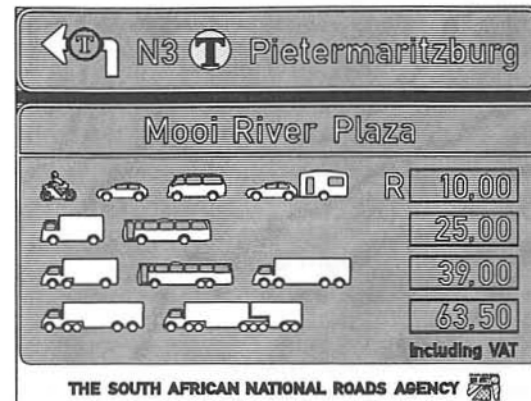 T N3 T Pietermaritzburg
Mooi River Plaza
R 10,00
25,00
39,00
63,50
Including VAT
THE SOUTH AFRICAN NATIONAL ROADS AGENCY